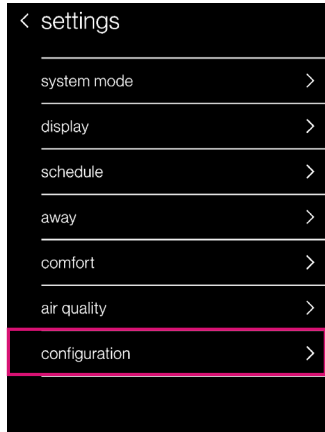 settings
system mode
display
schedule
away
comfort
air quality
configuration